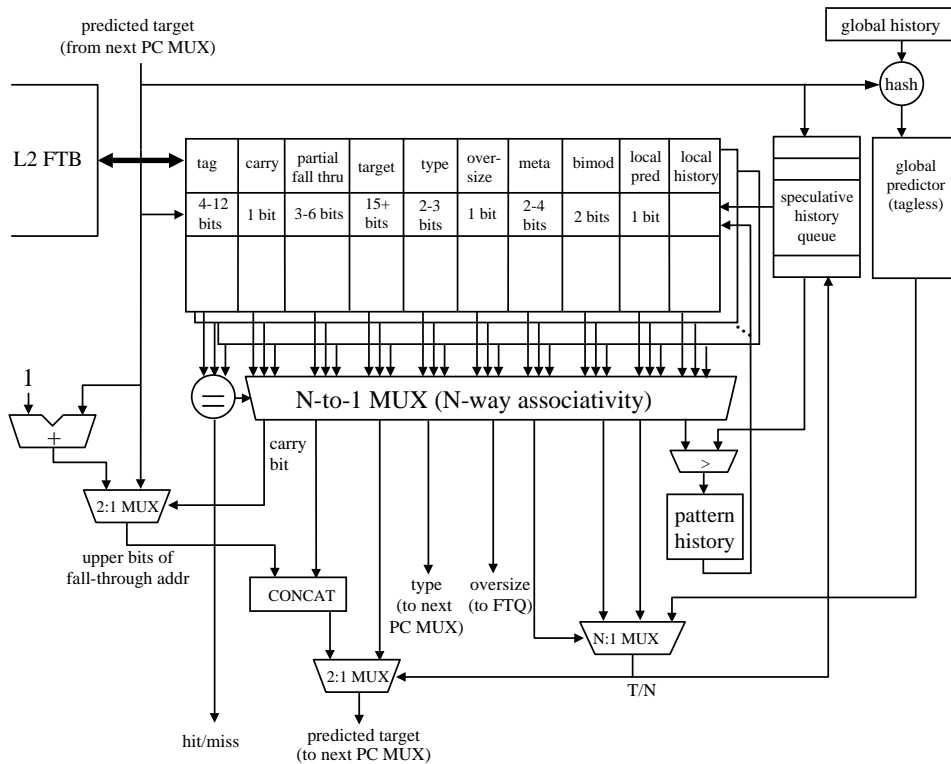 predicted target
(from next PC MUX)
global history
hash
L2 FTB
tag
carry
partial
fall thru
target
type
over-
size
meta
bimod
local
pred
local
history
4-12
bits
1 bit
3-6 bits
15+
bits
2-3
bits
1 bit
2-4
bits
2 bits
1 bit
speculative
history
queue
global
predictor
(tagless)
1
+
=
N-to-1 MUX (N-way associativity)
carry
bit
>
2:1 MUX
pattern
history
upper bits of
fall-through addr
CONCAT
type
(to next
PC MUX)
oversize
(to FTQ)
N:1 MUX
2:1 MUX
T/N
hit/miss
predicted target
(to next PC MUX)